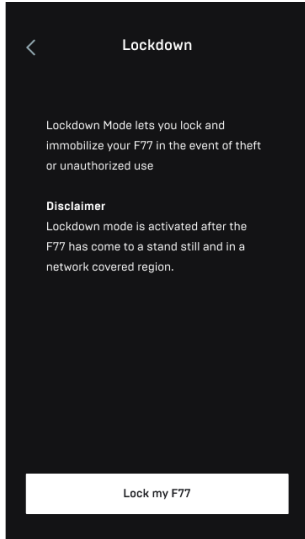 Lockdown
Lockdown Mode lets you lock and
immobilize your F77 in the event of theft
or unauthorized use
Disclaimer
Lockdown mode is activated after the
F77 has come to a stand still and in a
network covered region.
Lock my F77